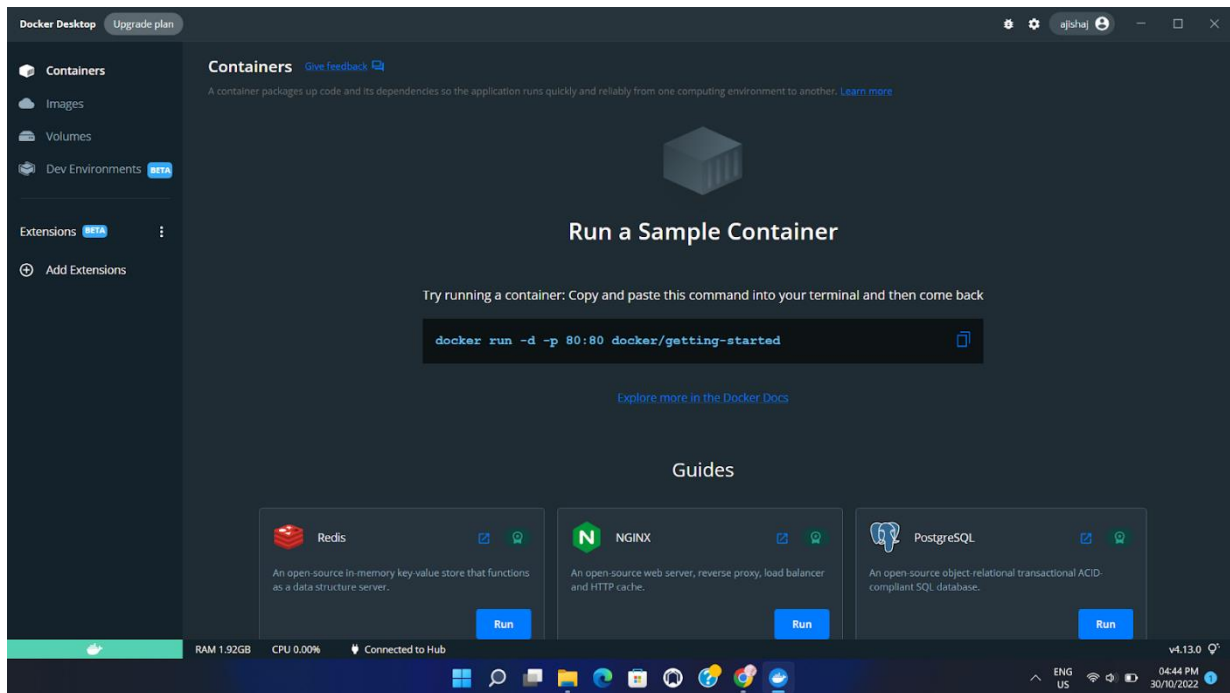 Docker Desktop Upgrade plan ajishaj
Containers
Images
Volumes
Dev Environments BETA
Extensions BETA
Add Extensions
Containers Give feedback
A container packages up code and its dependencies so the application runs quickly and reliably from one computing environment to another. Learn more
Run a Sample Container
Try running a container: Copy and paste this command into your terminal and then come back
docker run -d -p 80:80 docker/getting-started
Explore more in the Docker Docs
Guides
Redis
An open-source in-memory key-value store that functions
as a data structure server.
Run
NGINX
An open-source web server, reverse proxy, load balancer
and HTTP cache.
Run
PostgreSQL
An open-source object-relational transactional ACID-
compliant SQL database.
Run
RAM 1.92GB CPU 0.00% Connected to Hub v4.13.0
ENG
US
04:44 PM
30/10/2022
1